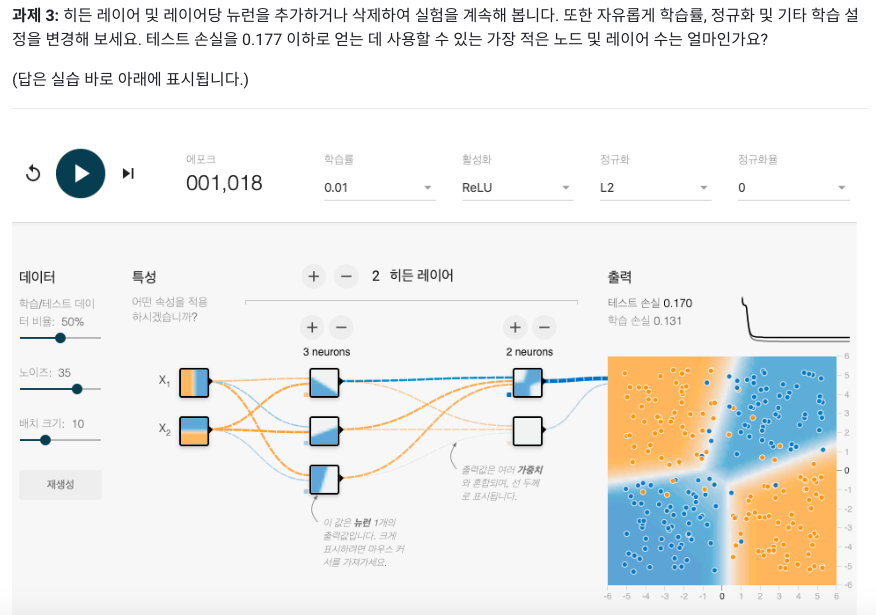 과제 3: 히든 레이어 및 레이어당 뉴런을 추가하거나 삭제하여 실험을 계속해 봅니다. 또한 자유롭게 학습률, 정규화 및 기타 학습 설
정을 변경해 보세요. 테스트 손실을 0.177 이하로 얻는 데 사용할 수 있는 가장 적은 노드 및 레이어 수는 얼마인가요?
(답은 실습 바로 아래에 표시됩니다.)
에포크
001,018
학습률
0.01
활성화
ReLU
정규화
L2
정규화율
0
데이터
학습/테스트 데이
터 비율: 50%
노이즈: 35
배치 크기: 10
재생성
특성
어떤 속성을 적용
하시겠습니까?
X1
X2
+ − 2 히든 레이어
+ −
3 neurons
+ −
2 neurons
출력값은 여러 가중치
와 혼합되며, 선 두께
로 표시됩니다.
이 값은 뉴런 1개의
출력값입니다. 크게
표시하려면 마우스 커
서를 가져가세요.
출력
테스트 손실 0.170
학습 손실 0.131
6
5
4
3
2
1
0
-1
-2
-3
-4
-5
-6
-6 -5 -4 -3 -2 -1 0 1 2 3 4 5 6